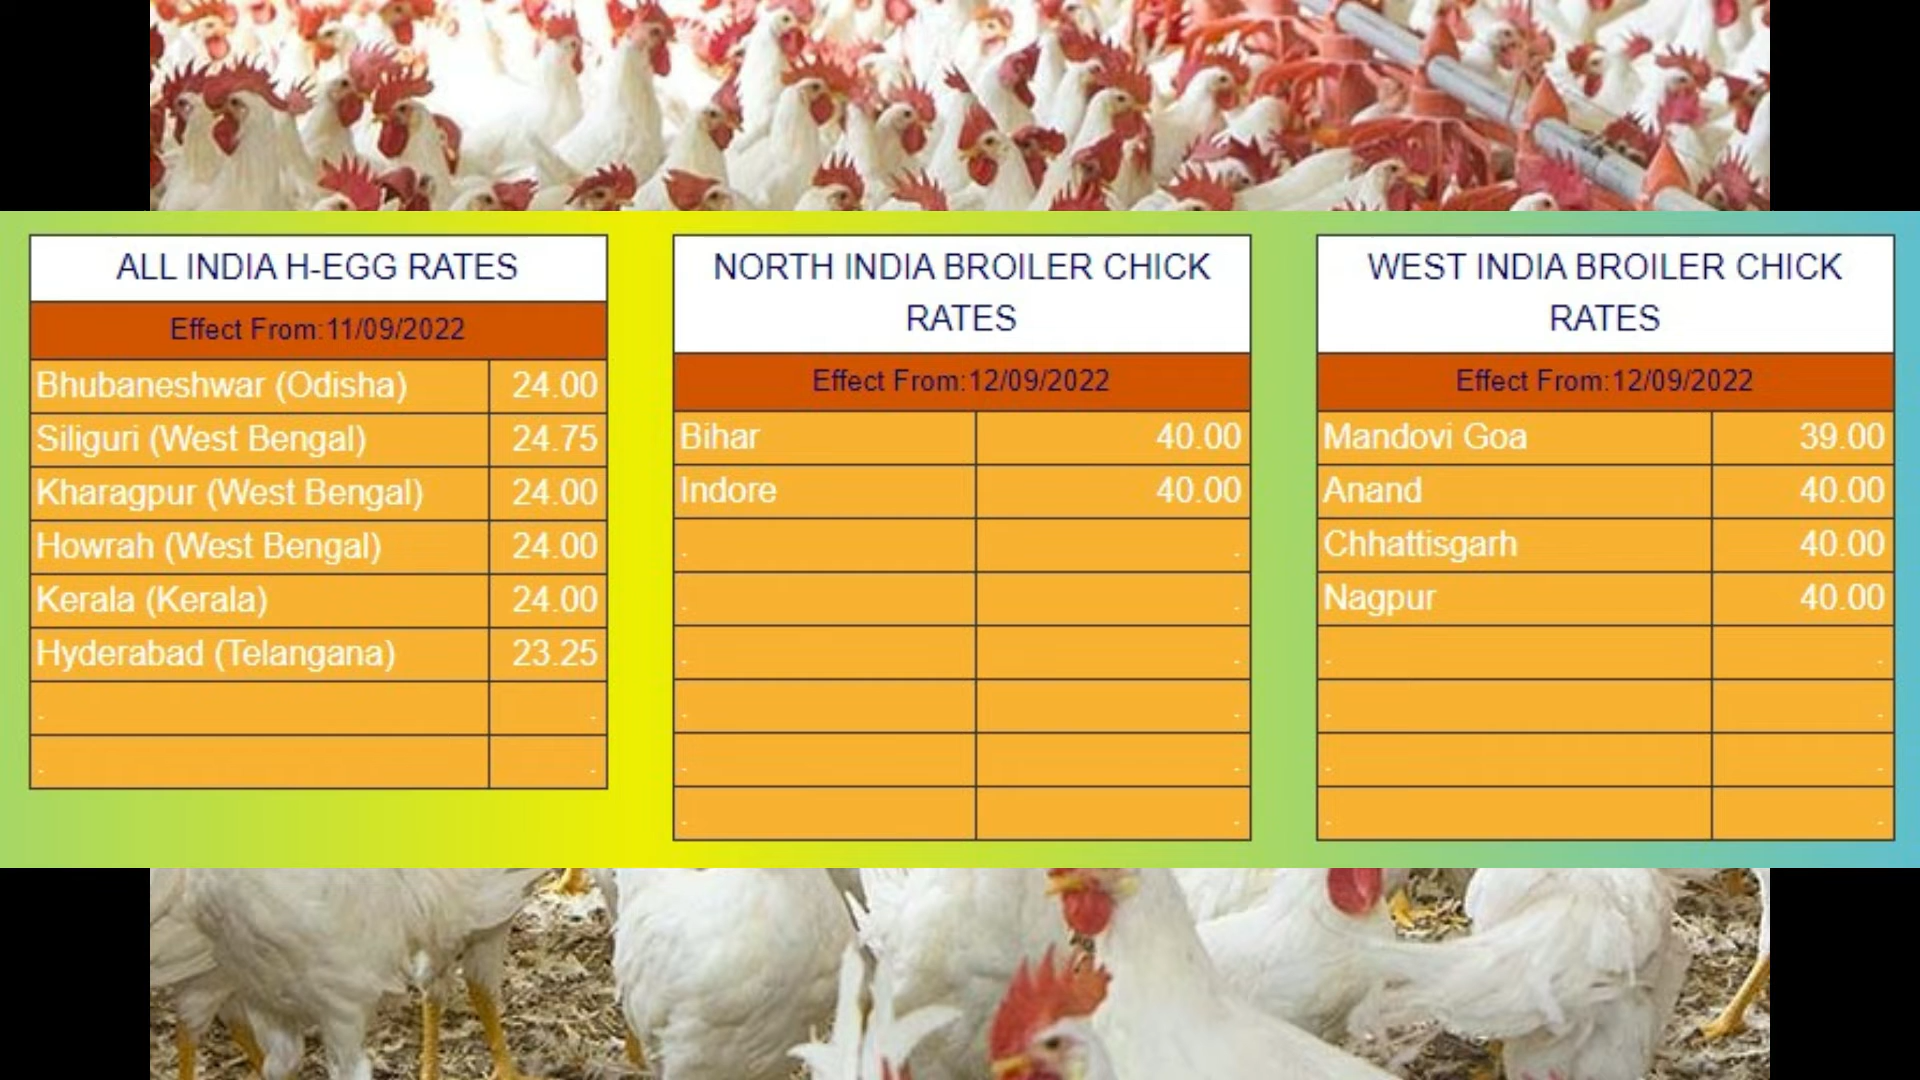 ALL INDIA H-EGG RATES
Effect From:11/09/2022
Bhubaneshwar (Odisha) 24.00
Siliguri (West Bengal) 24.75
Kharagpur (West Bengal) 24.00
Howrah (West Bengal) 24.00
Kerala (Kerala) 24.00
Hyderabad (Telangana) 23.25
. .
. .
NORTH INDIA BROILER CHICK
RATES
Effect From:12/09/2022
Bihar 40.00
Indore 40.00
. .
. .
. .
. .
. .
. .
WEST INDIA BROILER CHICK
RATES
Effect From:12/09/2022
Mandovi Goa 39.00
Anand 40.00
Chhattisgarh 40.00
Nagpur 40.00
. .
. .
. .
. .